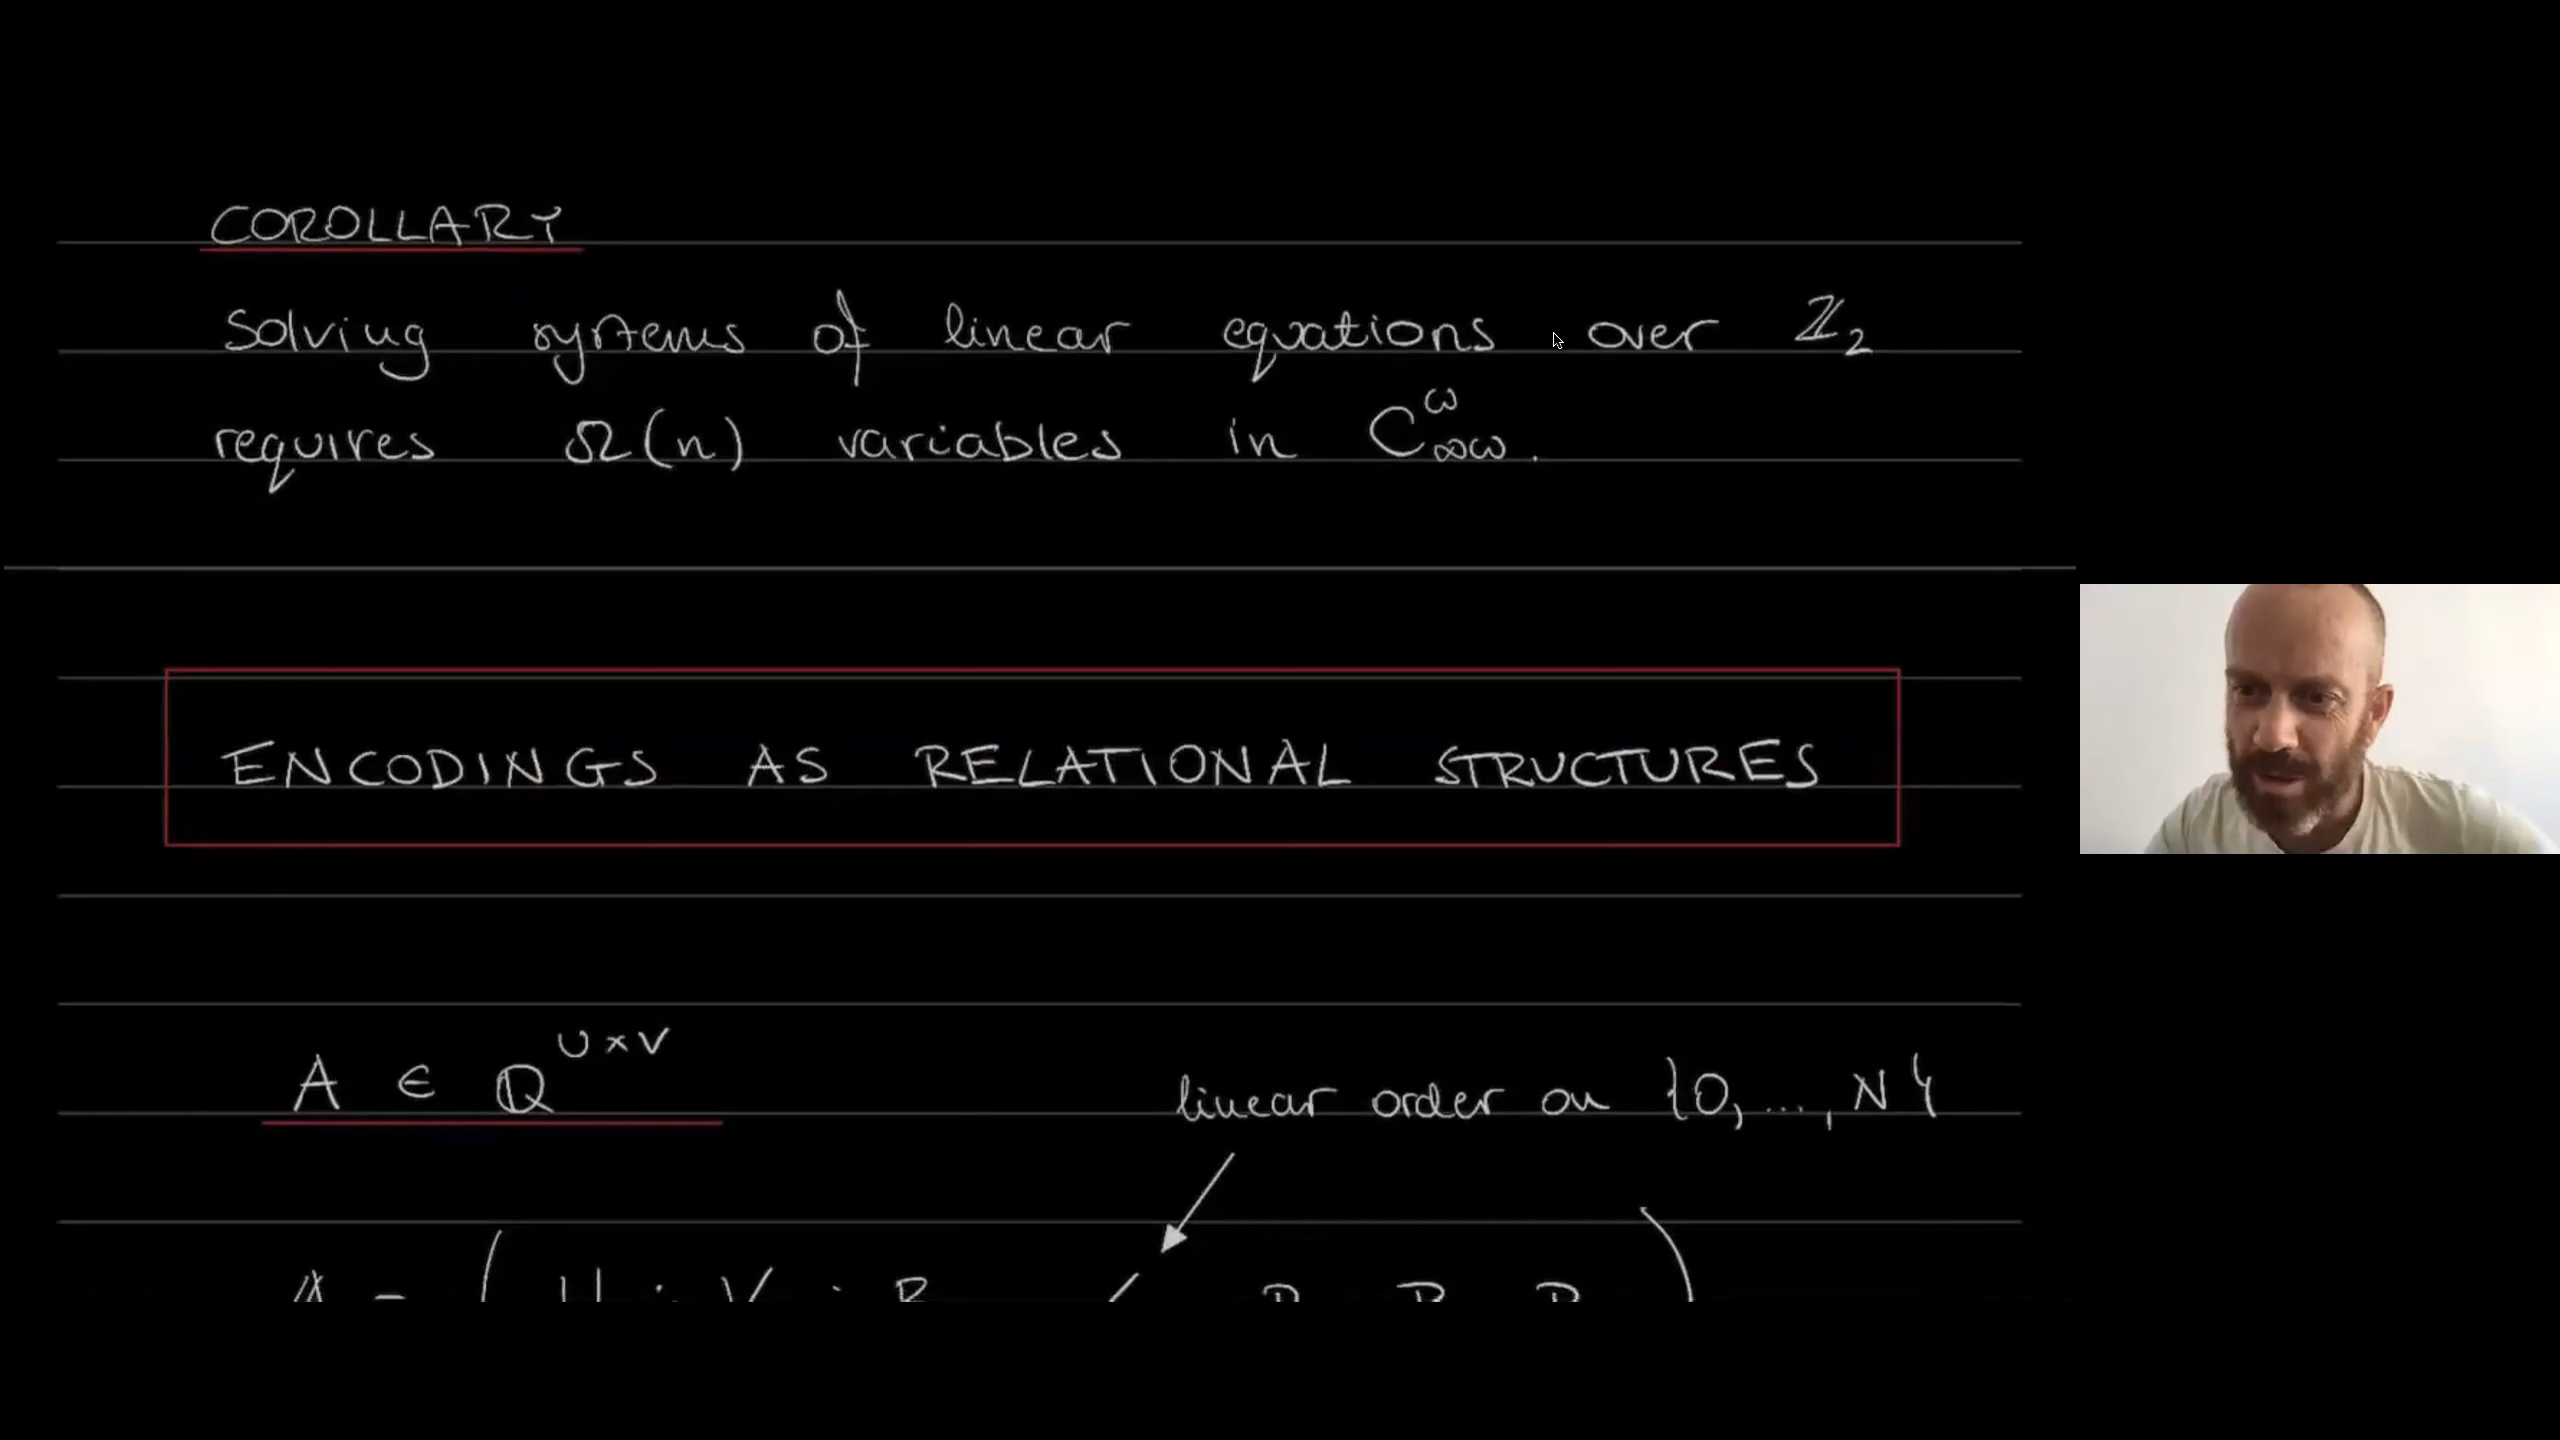 COROLLARY
Solving systems of linear equations over ℤ₂
requires Ω(n) variables in C^ω_∞ω.
ENCODINGS AS RELATIONAL STRUCTURES
A ∈ ℚ^U×V
linear order on {0, ..., N}